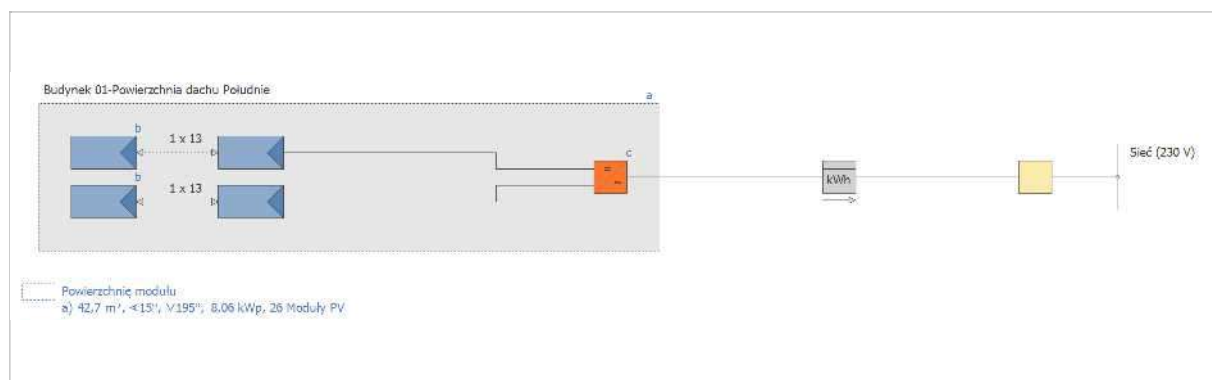 Budynek 01-Powierzchnia dachu Południe
a
b
1 x 13
b
1 x 13
c
kWh
Sieć (230 V)
Powierzchnię modułu
a) 42,7 m², ∢15°, ∨195°, 8,06 kWp, 26 Moduły PV